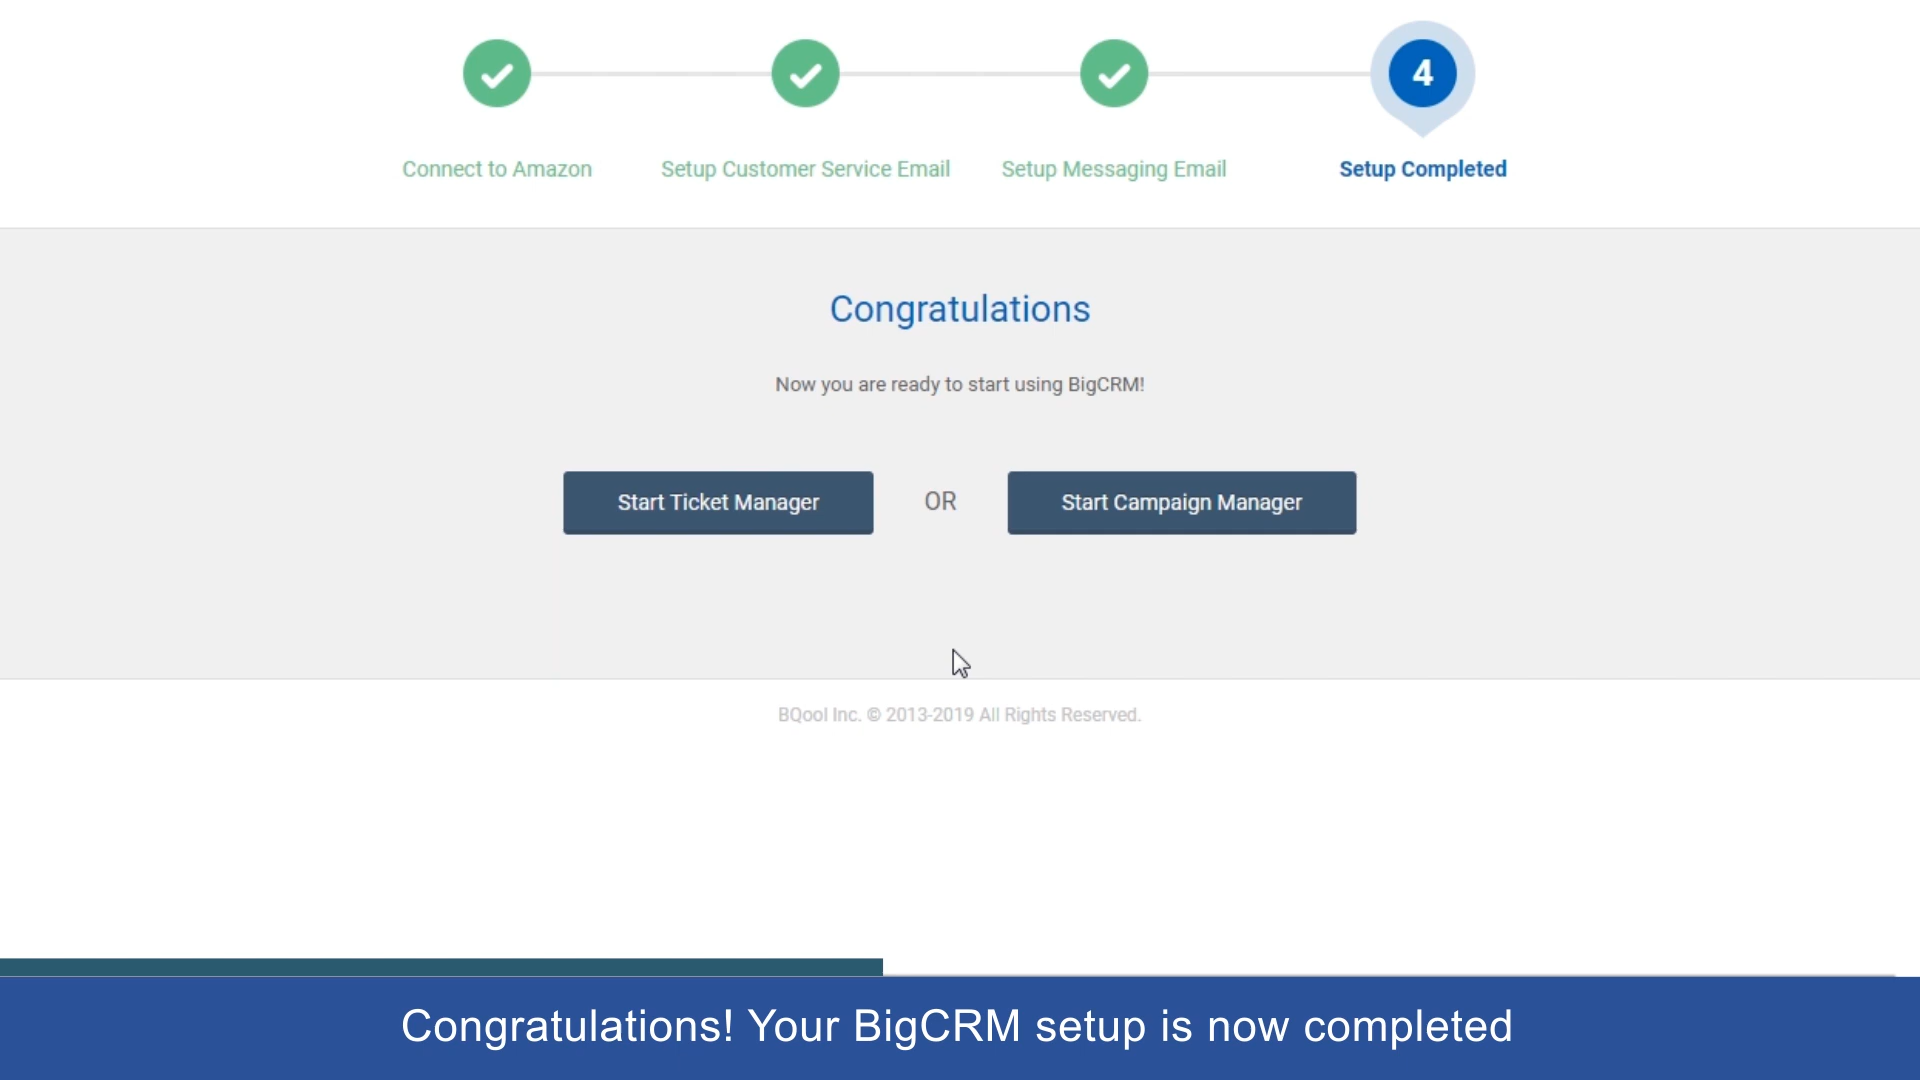 4
Connect to Amazon
Setup Customer Service Email
Setup Messaging Email
Setup Completed
Congratulations
Now you are ready to start using BigCRM!
Start Ticket Manager
OR
Start Campaign Manager
BQool Inc. © 2013-2019 All Rights Reserved.
Congratulations! Your BigCRM setup is now completed